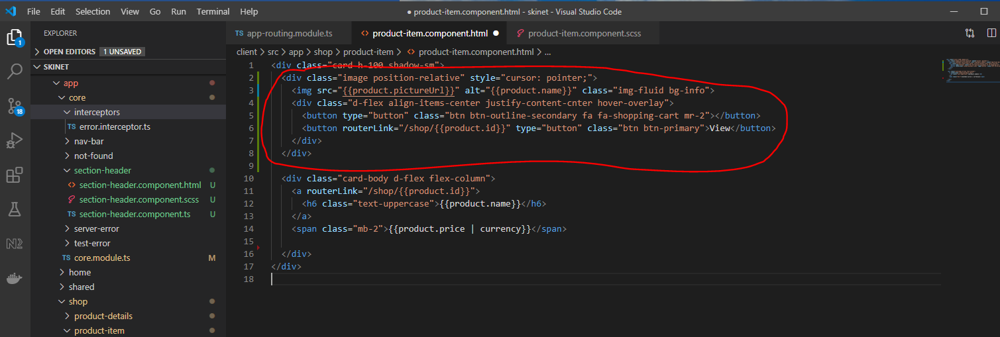 File Edit Selection View Go Run Terminal Help
● product-item.component.html - skinet - Visual Studio Code
EXPLORER
OPEN EDITORS 1 UNSAVED
SKINET
app
core
interceptors
TS error.interceptor.ts
nav-bar
not-found
section-header
<> section-header.component.html U
section-header.component.scss U
TS section-header.component.ts U
server-error
test-error
TS core.module.ts M
home
shared
shop
product-details
product-item
1
18
TS app-routing.module.ts
<> product-item.component.html ●
product-item.component.scss
client > src > app > shop > product-item > <> product-item.component.html > ...
1 <div class="card h-100 shadow-sm">
2 <div class="image position-relative" style="cursor: pointer;">
3 <img src="{{product.pictureUrl}}" alt="{{product.name}}" class="img-fluid bg-info">
4 <div class="d-flex align-items-center justify-content-cnter hover-overlay">
5 <button type="button" class="btn btn-outline-secondary fa fa-shopping-cart mr-2"></button>
6 <button routerLink="/shop/{{product.id}}" type="button" class="btn btn-primary">View</button>
7 </div>
8 </div>
9
10 <div class="card-body d-flex flex-column">
11 <a routerLink="/shop/{{product.id}}">
12 <h6 class="text-uppercase">{{product.name}}</h6>
13 </a>
14 <span class="mb-2">{{product.price | currency}}</span>
15
16 </div>
17 </div>
18